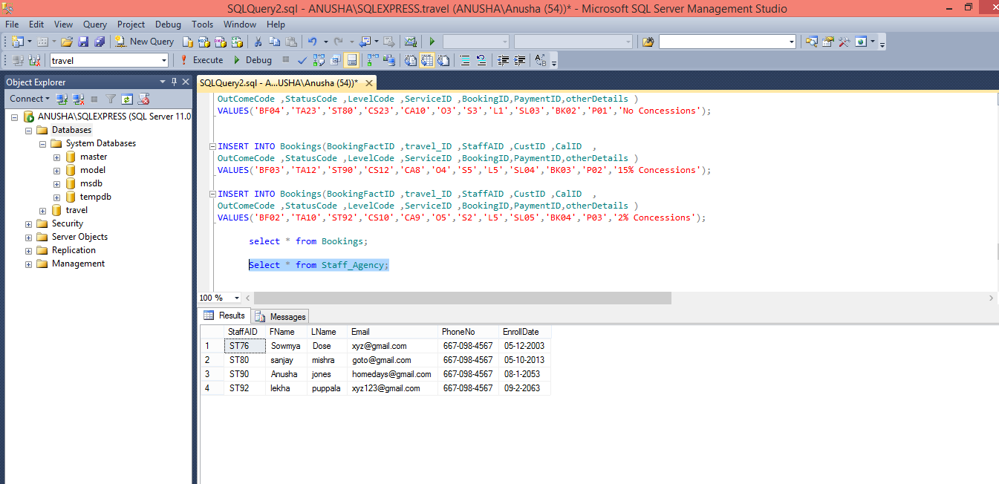 SQLQuery2.sql - ANUSHA\SQLEXPRESS.travel (ANUSHA\Anusha (54))* - Microsoft SQL Server Management Studio
File Edit View Query Project Debug Tools Window Help
New Query
travel Execute Debug
Object Explorer
Connect
ANUSHA\SQLEXPRESS (SQL Server 11.0
Databases
System Databases
master
model
msdb
tempdb
travel
Security
Server Objects
Replication
Management
SQLQuery2.sql - A...USHA\Anusha (54))*
OutComeCode ,StatusCode ,LevelCode ,ServiceID ,BookingID,PaymentID,otherDetails )
VALUES('BF04','TA23','ST80','CS23','CA10','O3','S3','L1','SL03','BK02','P01','No Concessions');
INSERT INTO Bookings(BookingFactID ,travel_ID ,StaffAID ,CustID ,CalID  ,
OutComeCode ,StatusCode ,LevelCode ,ServiceID ,BookingID,PaymentID,otherDetails )
VALUES('BF03','TA12','ST90','CS12','CA8','O4','S5','L5','SL04','BK03','P02','15% Concessions');
INSERT INTO Bookings(BookingFactID ,travel_ID ,StaffAID ,CustID ,CalID  ,
OutComeCode ,StatusCode ,LevelCode ,ServiceID ,BookingID,PaymentID,otherDetails )
VALUES('BF02','TA10','ST92','CS10','CA9','O5','S2','L5','SL05','BK04','P03','2% Concessions');
select * from Bookings;
Select * from Staff_Agency;
100 %
Results Messages
StaffAID FName LName Email PhoneNo EnrollDate
1 ST76 Sowmya Dose xyz@gmail.com 667-098-4567 05-12-2003
2 ST80 sanjay mishra goto@gmail.com 667-098-4567 05-10-2013
3 ST90 Anusha jones homedays@gmail.com 667-098-4567 08-1-2053
4 ST92 lekha puppala xyz123@gmail.com 667-098-4567 09-2-2063